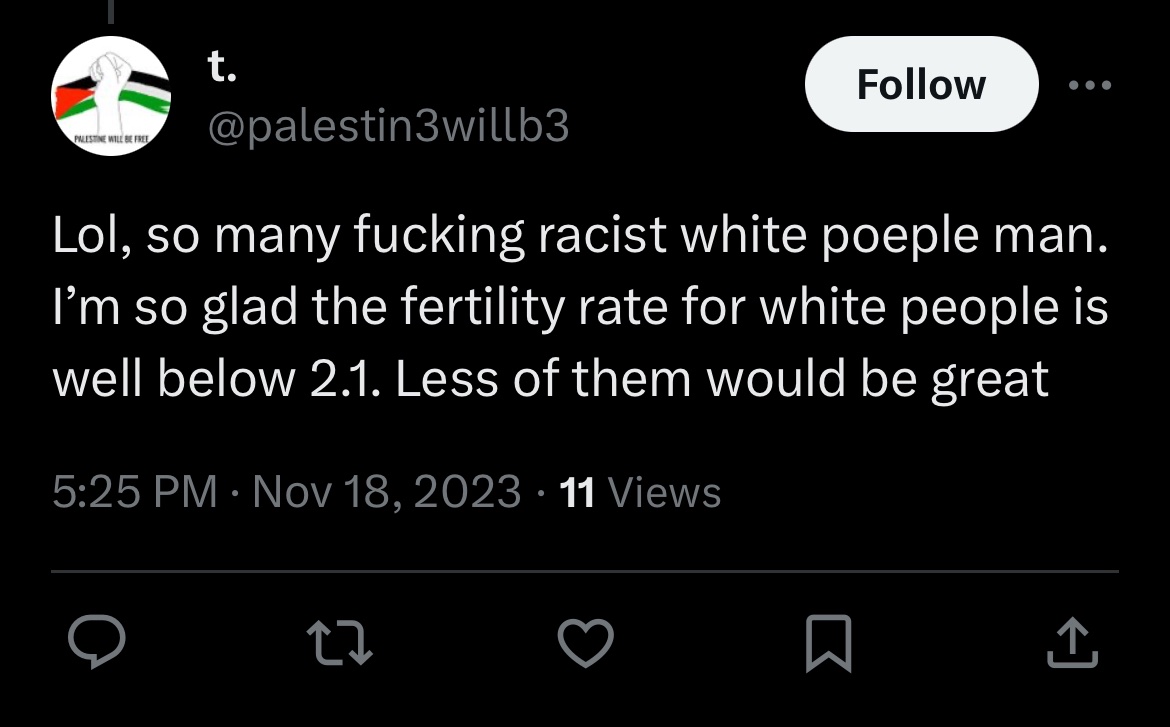 t.
Follow
@palestin3willb3
PALESTINE WILL BE FREE
Lol, so many fucking racist white poeple man.
I’m so glad the fertility rate for white people is
well below 2.1. Less of them would be great
5:25 PM · Nov 18, 2023 · 11 Views